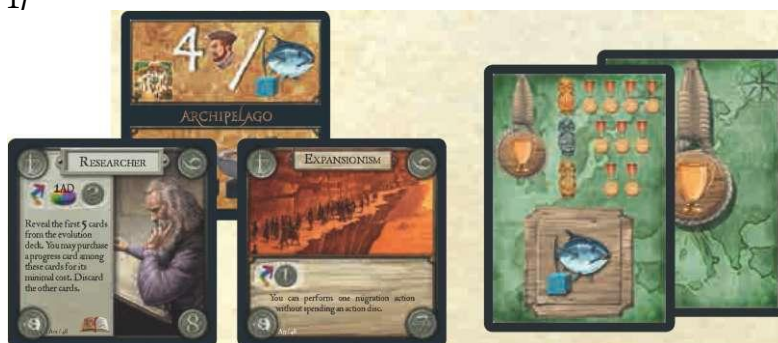 4 /
ARCHIPELAGO
RESEARCHER
1AD
Reveal the first 5 cards
from the evolution
deck. You may purchase
a progress card among
these cards for its
minimal cost. Discard
the other cards.
8
EXPANSIONISM
1
You can perform one migration action
without spending an action disc.